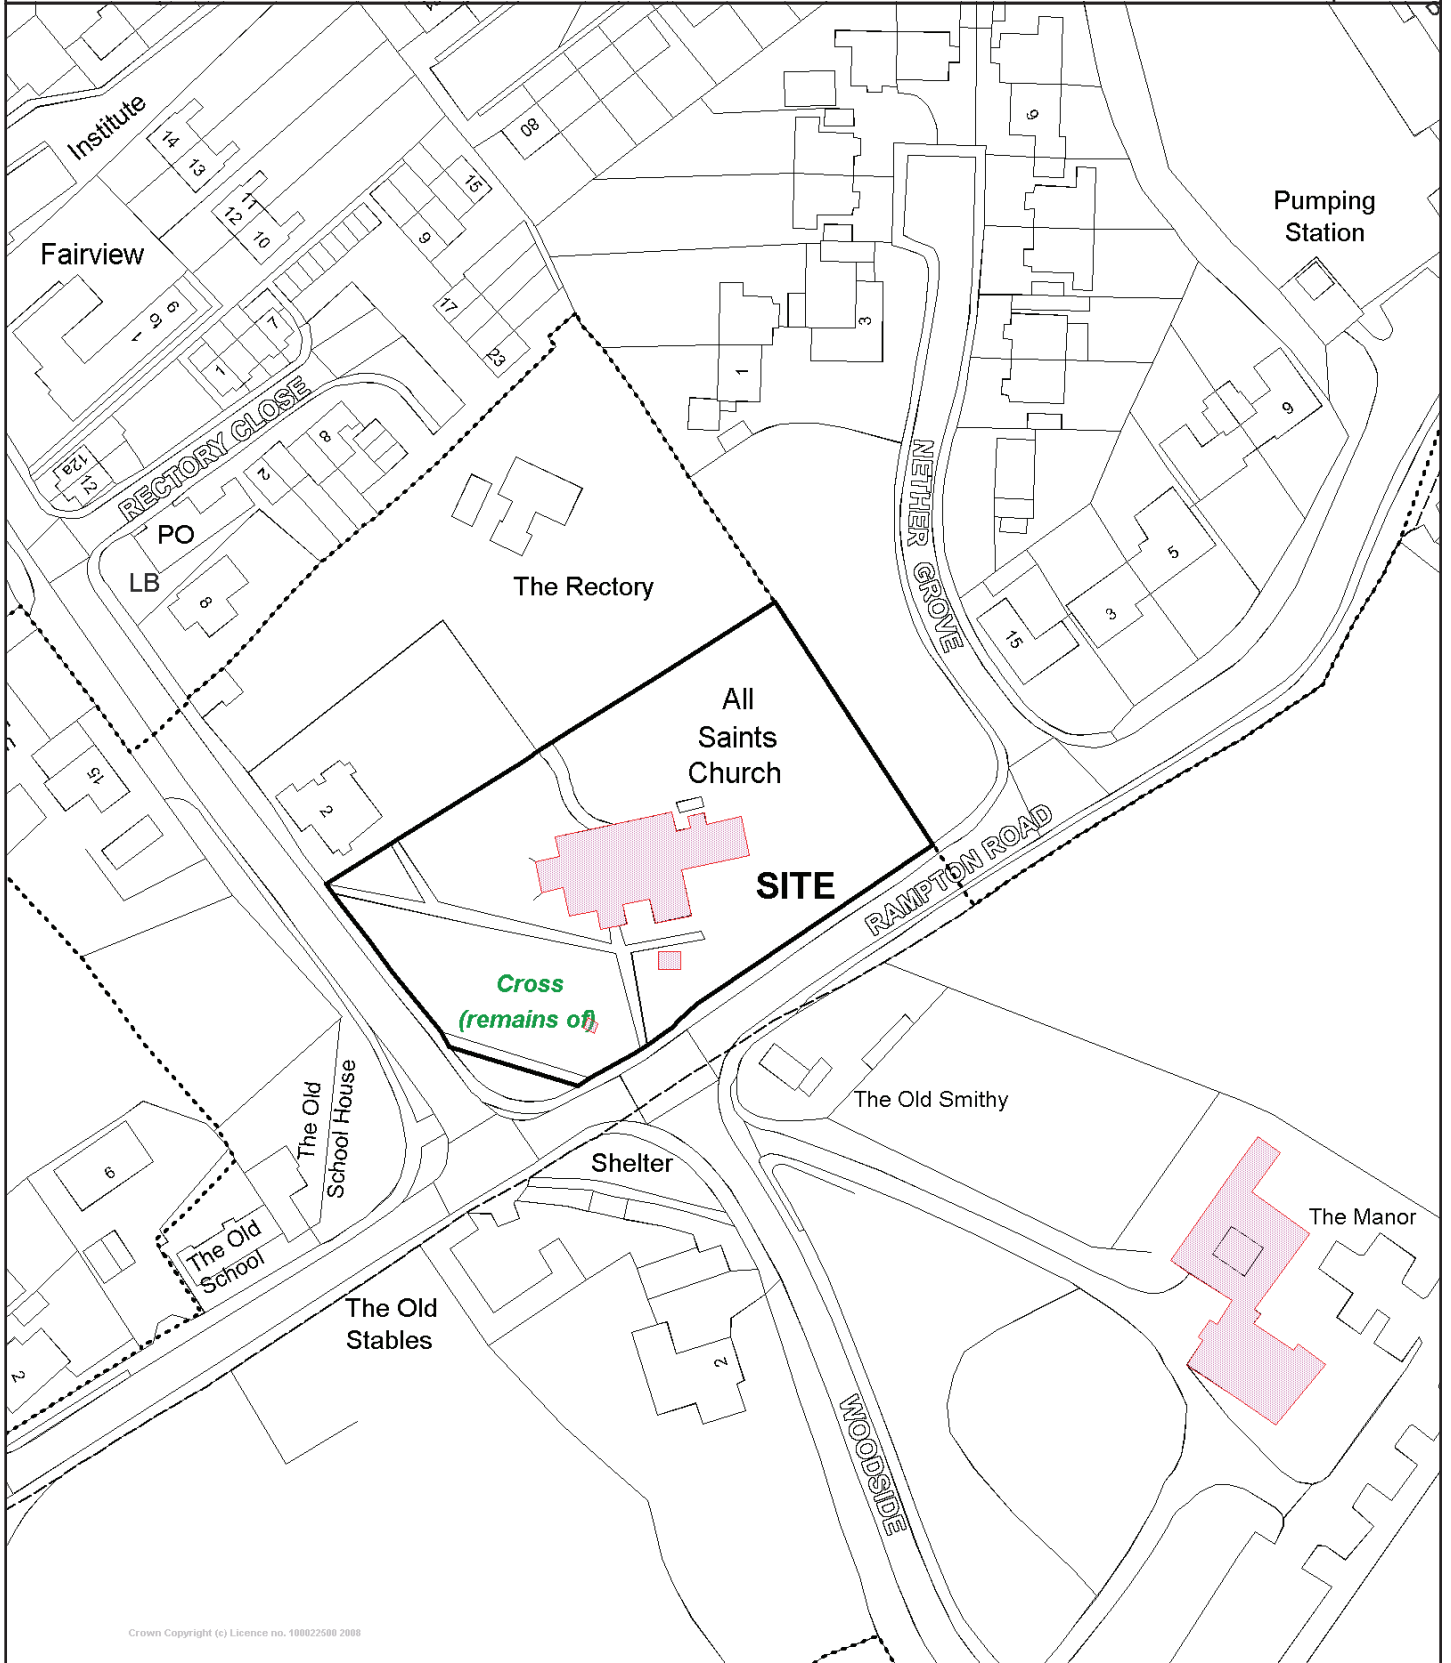 Institute
14
13
11
12
10
15
9
80
9
Fairview
6
9
1
7
1
17
23
3
1
Pumping
Station
9
RECTORY CLOSE
12a
12
2
8
PO
LB
8
The Rectory
NETHER GROVE
5
3
15
All
Saints
Church
15
2
SITE
RAMPTON ROAD
Cross
(remains of)
The Old
School House
The Old Smithy
6
Shelter
The Manor
The Old
School
The Old
Stables
2
2
WOODSIDE
Crown Copyright (c) Licence no. 100022500 2008